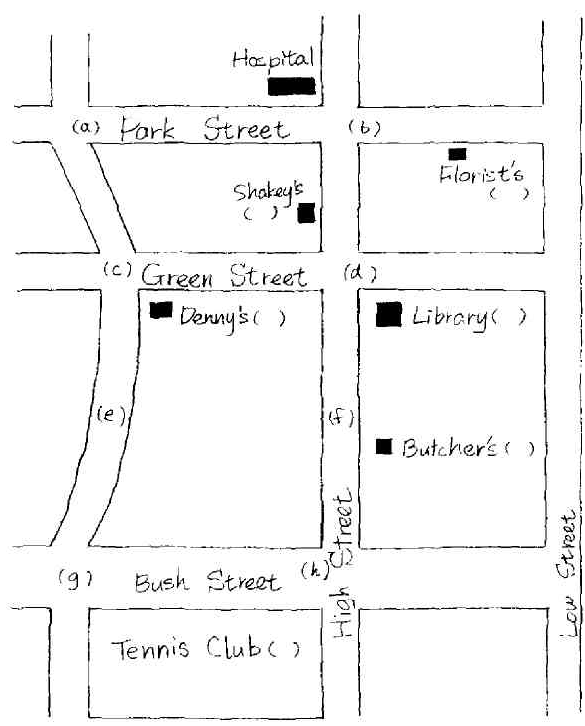 Hospital
(a) Park Street (b)
Florist's
( )
Shakey's
( )
(c) Green Street (d)
Denny's ( )
Library ( )
(e)
(f)
Butcher's ( )
High Street
Low Street
(g) Bush Street (h)
Tennis Club ( )